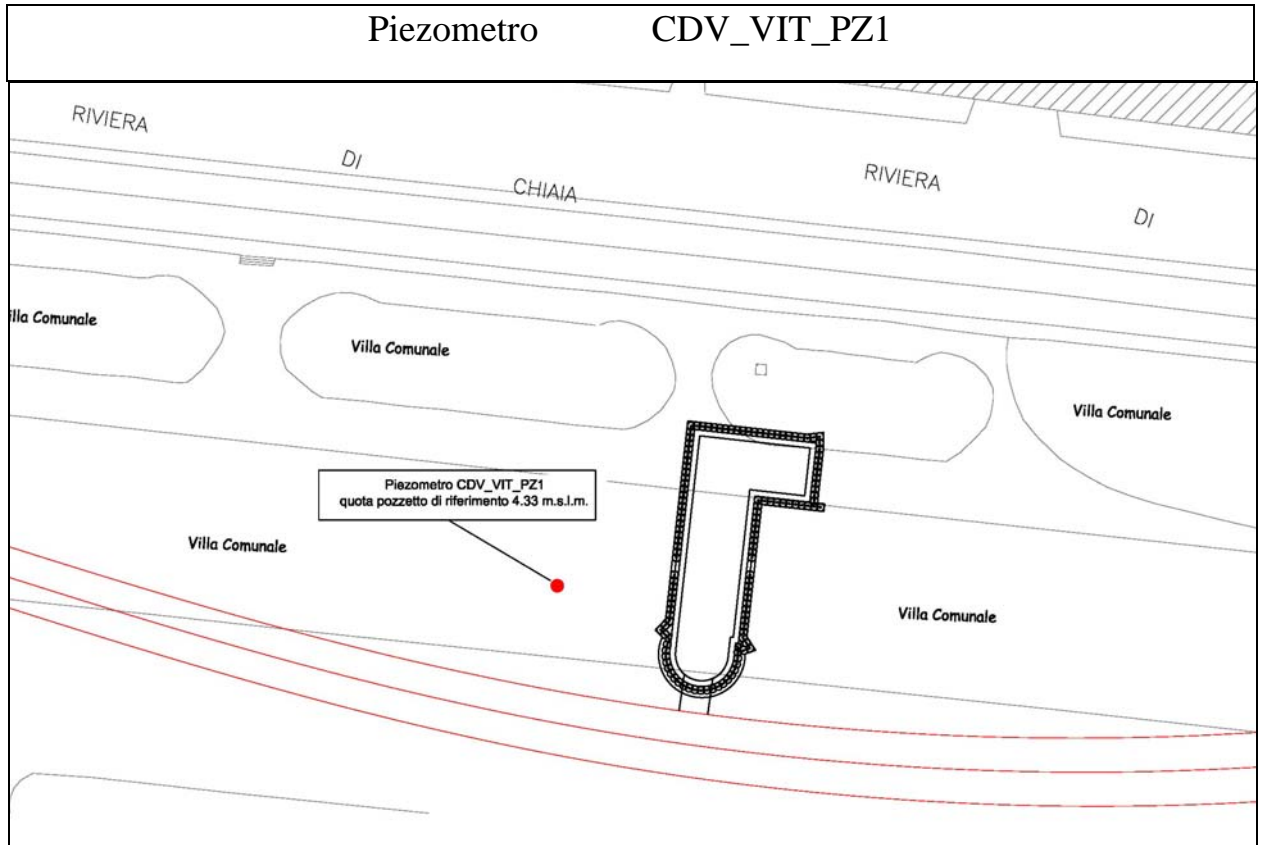 Piezometro CDV_VIT_PZ1
RIVIERA
DI
CHIAIA
RIVIERA
DI
illa Comunale
Villa Comunale
Villa Comunale
Piezometro CDV_VIT_PZ1
quota pozzetto di riferimento 4.33 m.s.l.m.
Villa Comunale
Villa Comunale